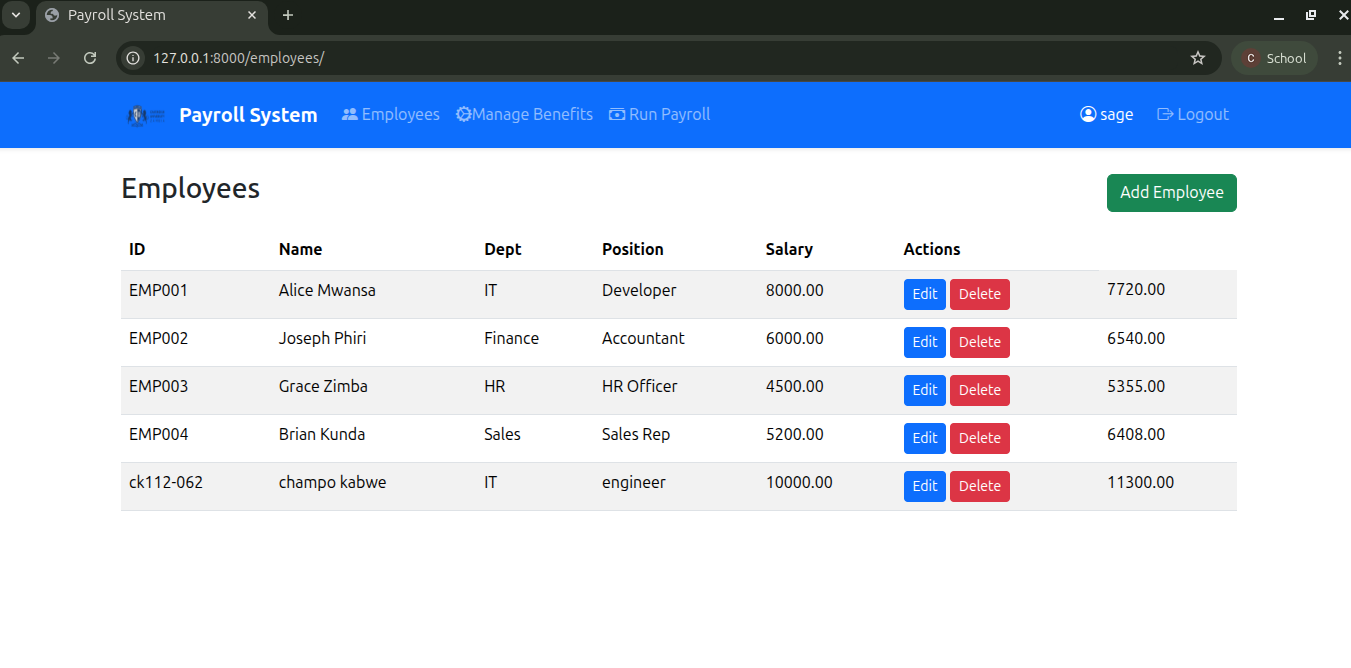 Payroll System
127.0.0.1:8000/employees/
C School
Payroll System Employees Manage Benefits Run Payroll sage Logout
Employees Add Employee
ID Name Dept Position Salary Actions
EMP001 Alice Mwansa IT Developer 8000.00 Edit Delete 7720.00
EMP002 Joseph Phiri Finance Accountant 6000.00 Edit Delete 6540.00
EMP003 Grace Zimba HR HR Officer 4500.00 Edit Delete 5355.00
EMP004 Brian Kunda Sales Sales Rep 5200.00 Edit Delete 6408.00
ck112-062 champo kabwe IT engineer 10000.00 Edit Delete 11300.00